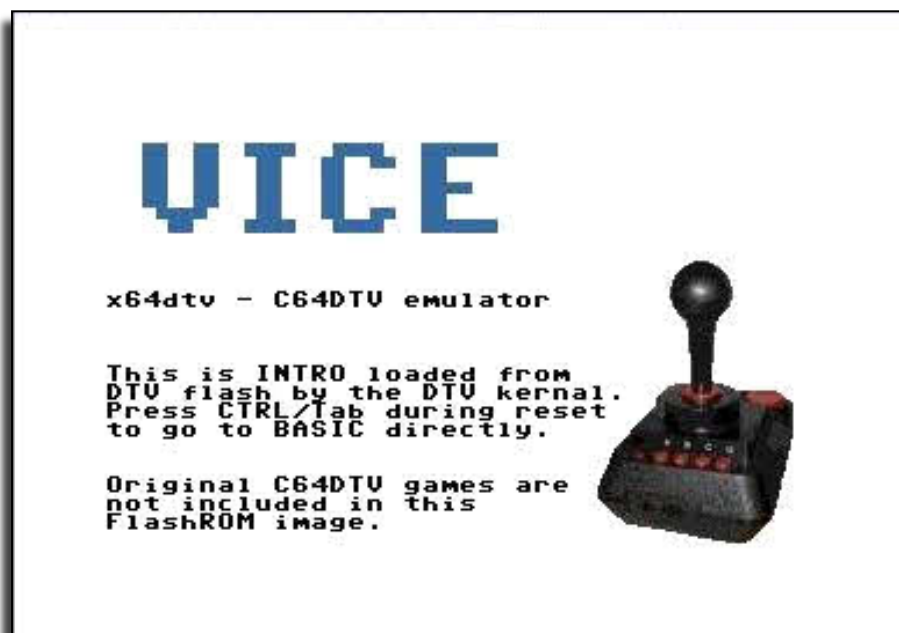 VICE
x64dtv - C64DTV emulator
This is INTRO loaded from
DTV flash by the DTV kernal.
Press CTRL/Tab during reset
to go to BASIC directly.
Original C64DTV games are
not included in this
FlashROM image.